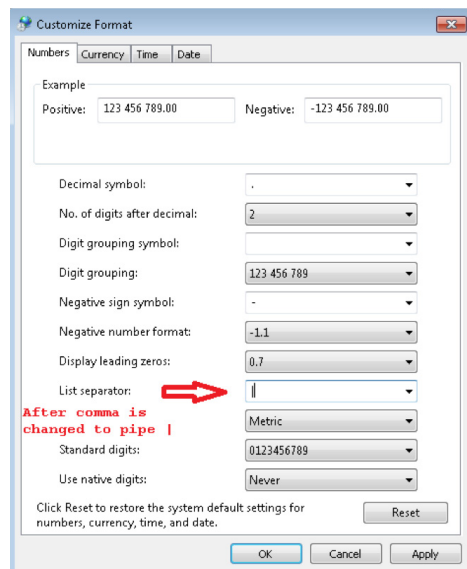 Customize Format
Numbers Currency Time Date
Example
Positive: 123 456 789.00 Negative: -123 456 789.00
Decimal symbol: .
No. of digits after decimal: 2
Digit grouping symbol:
Digit grouping: 123 456 789
Negative sign symbol: -
Negative number format: -1.1
Display leading zeros: 0.7
List separator: |
After comma is
changed to pipe |
Metric
Standard digits: 0123456789
Use native digits: Never
Click Reset to restore the system default settings for
numbers, currency, time, and date.
Reset
OK Cancel Apply